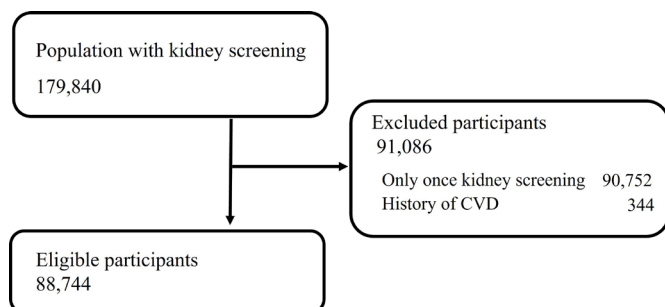 Population with kidney screening
179,840
Excluded participants
91,086
Only once kidney screening 90,752
History of CVD 344
Eligible participants
88,744